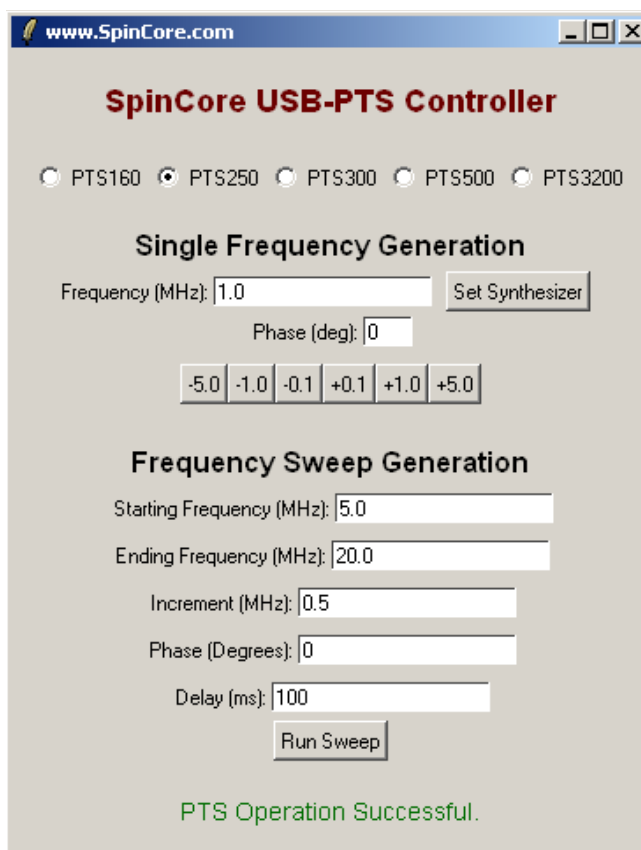 www.SpinCore.com
SpinCore USB-PTS Controller
PTS160 PTS250 PTS300 PTS500 PTS3200
Single Frequency Generation
Frequency (MHz): 1.0 Set Synthesizer
Phase (deg): 0
-5.0 -1.0 -0.1 +0.1 +1.0 +5.0
Frequency Sweep Generation
Starting Frequency (MHz): 5.0
Ending Frequency (MHz): 20.0
Increment (MHz): 0.5
Phase (Degrees): 0
Delay (ms): 100
Run Sweep
PTS Operation Successful.